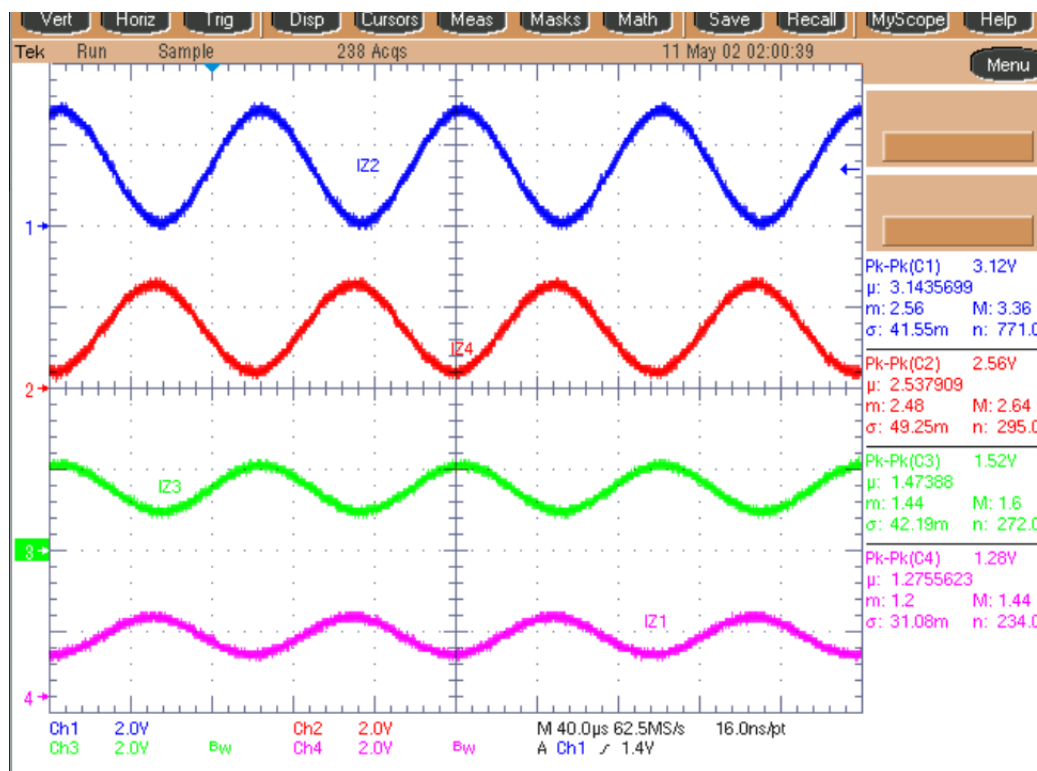 Vert Horiz Trig Disp Cursors Meas Masks Math Save Recall MyScope Help
Tek Run Sample 238 Acqs 11 May 02 02:00:39
Menu
IZ2
1
Pk-Pk(C1) 3.12V
µ: 3.1435699
m: 2.56 M: 3.36
σ: 41.55m n: 771.0
IZ4
2
Pk-Pk(C2) 2.56V
µ: 2.537909
m: 2.48 M: 2.64
σ: 49.25m n: 295.0
IZ3
3
Pk-Pk(C3) 1.52V
µ: 1.47388
m: 1.44 M: 1.6
σ: 42.19m n: 272.0
IZ1
4
Pk-Pk(C4) 1.28V
µ: 1.2755623
m: 1.2 M: 1.44
σ: 31.08m n: 234.0
Ch1 2.0V Ch2 2.0V M 40.0µs 62.5MS/s 16.0ns/pt
Ch3 2.0V BW Ch4 2.0V BW A Ch1 ∕ 1.4V